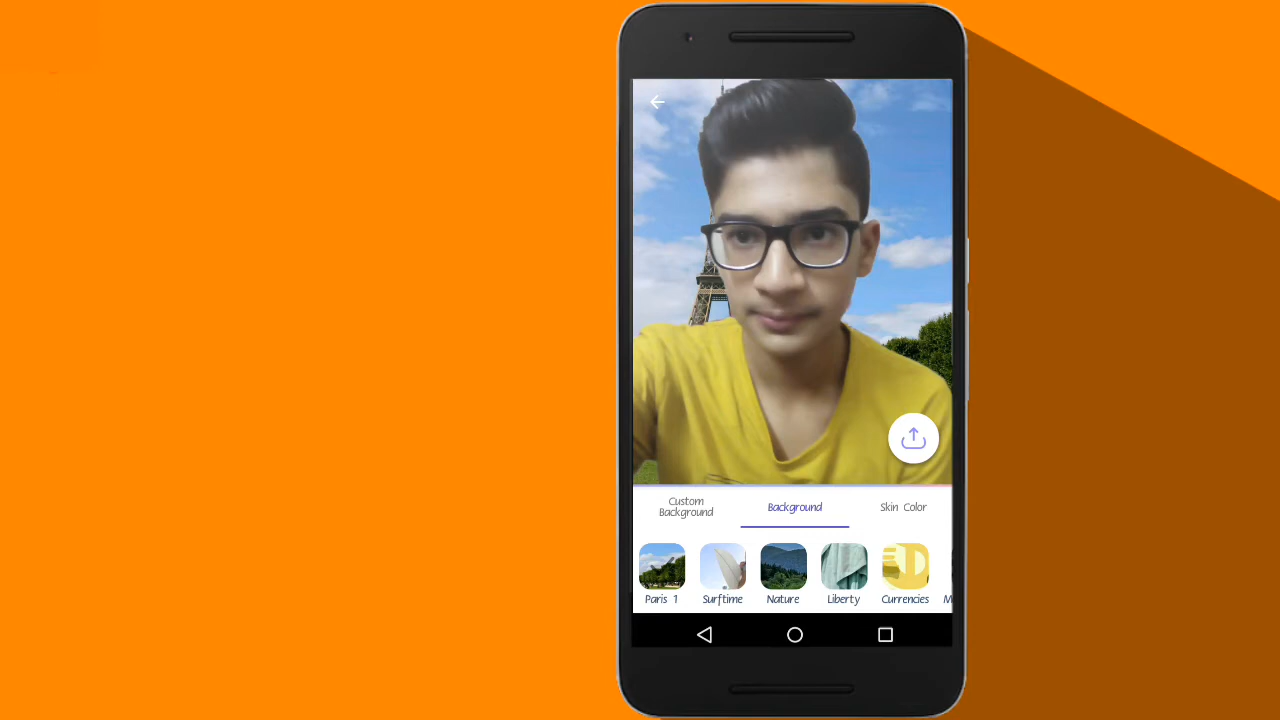 Custom
Background
Background
Skin Color
Paris 1
Surftime
Nature
Liberty
Currencies
M